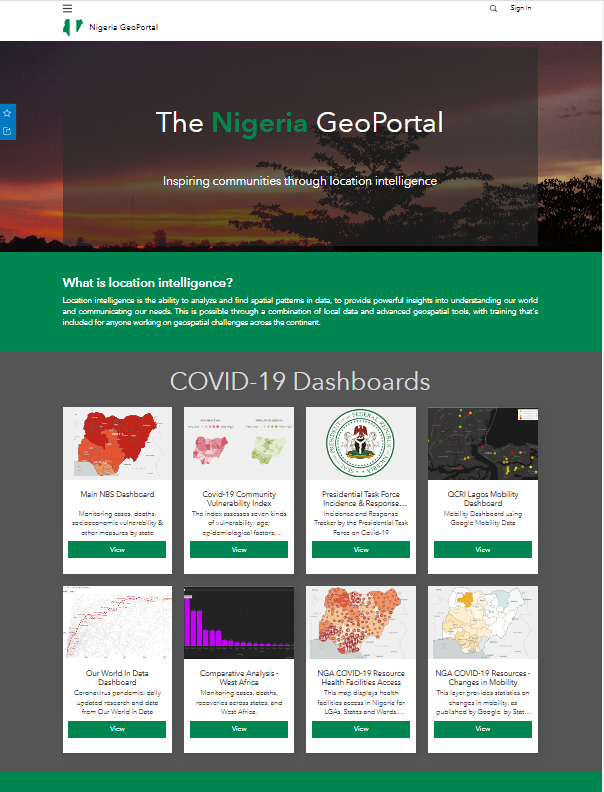 Sign In
Nigeria GeoPortal
The Nigeria GeoPortal
Inspiring communities through location intelligence
What is location intelligence?
Location intelligence is the ability to analyze and find spatial patterns in data, to provide powerful insights into understanding our world
and communicating our needs. This is possible through a combination of local data and advanced geospatial tools, with training that's
included for anyone working on geospatial challenges across the continent.
COVID-19 Dashboards
Main NBS Dashboard
Monitoring cases, deaths,
socioeconomic vulnerability &
other measures by state
View
Covid-19 Community
Vulnerability Index
The index assesses seven kinds
of vulnerability: age;
epidemiological factors;...
View
Presidential Task Force
Incidence & Response...
Incidence and Response
Tracker by the Presidential Task
Force on Covid-19
View
QCRI Lagos Mobility
Dashboard
Mobility Dashboard using
Google Mobility Data
View
Our World In Data
Dashboard
Coronavirus pandemic: daily
updated research and data
from Our World in Data
View
Comparative Analysis -
West Africa
Monitoring cases, deaths,
recoveries across states, and
West Africa.
View
NGA COVID-19 Resource
Health Facilities Access
This map displays health
facilities access in Nigeria for
LGAs, States and Wards....
View
NGA COVID-19 Resources -
Changes in Mobility
This layer provides statistics on
changes in mobility, as
published by Google, by Stat...
View